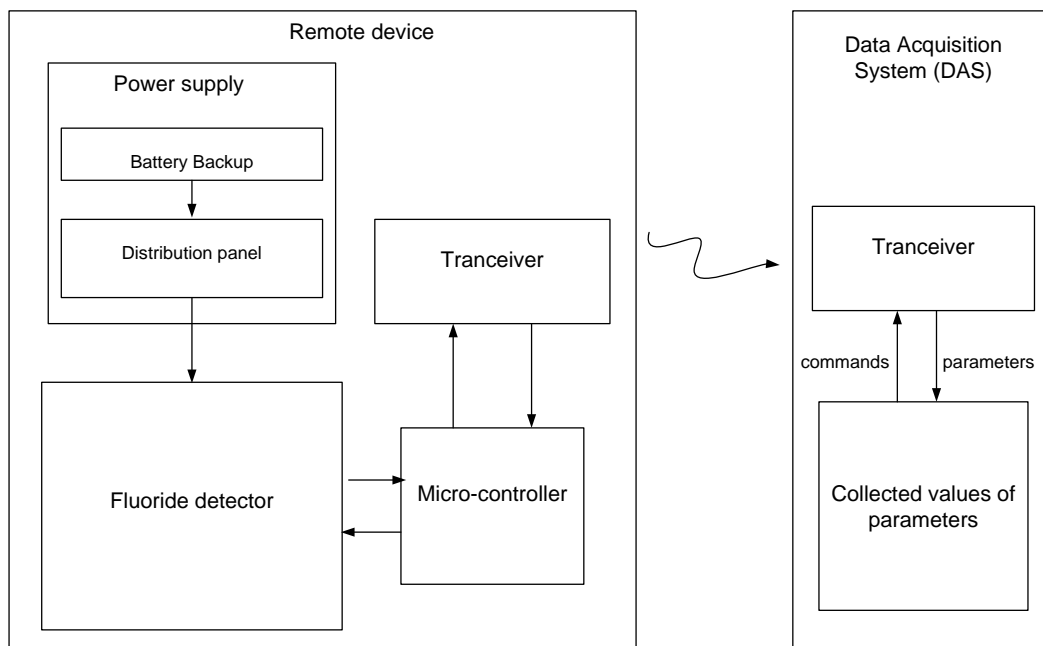 Remote device
Power supply
Battery Backup
Distribution panel
Tranceiver
Fluoride detector
Micro-controller
Data Acquisition
System (DAS)
Tranceiver
commands
parameters
Collected values of
parameters